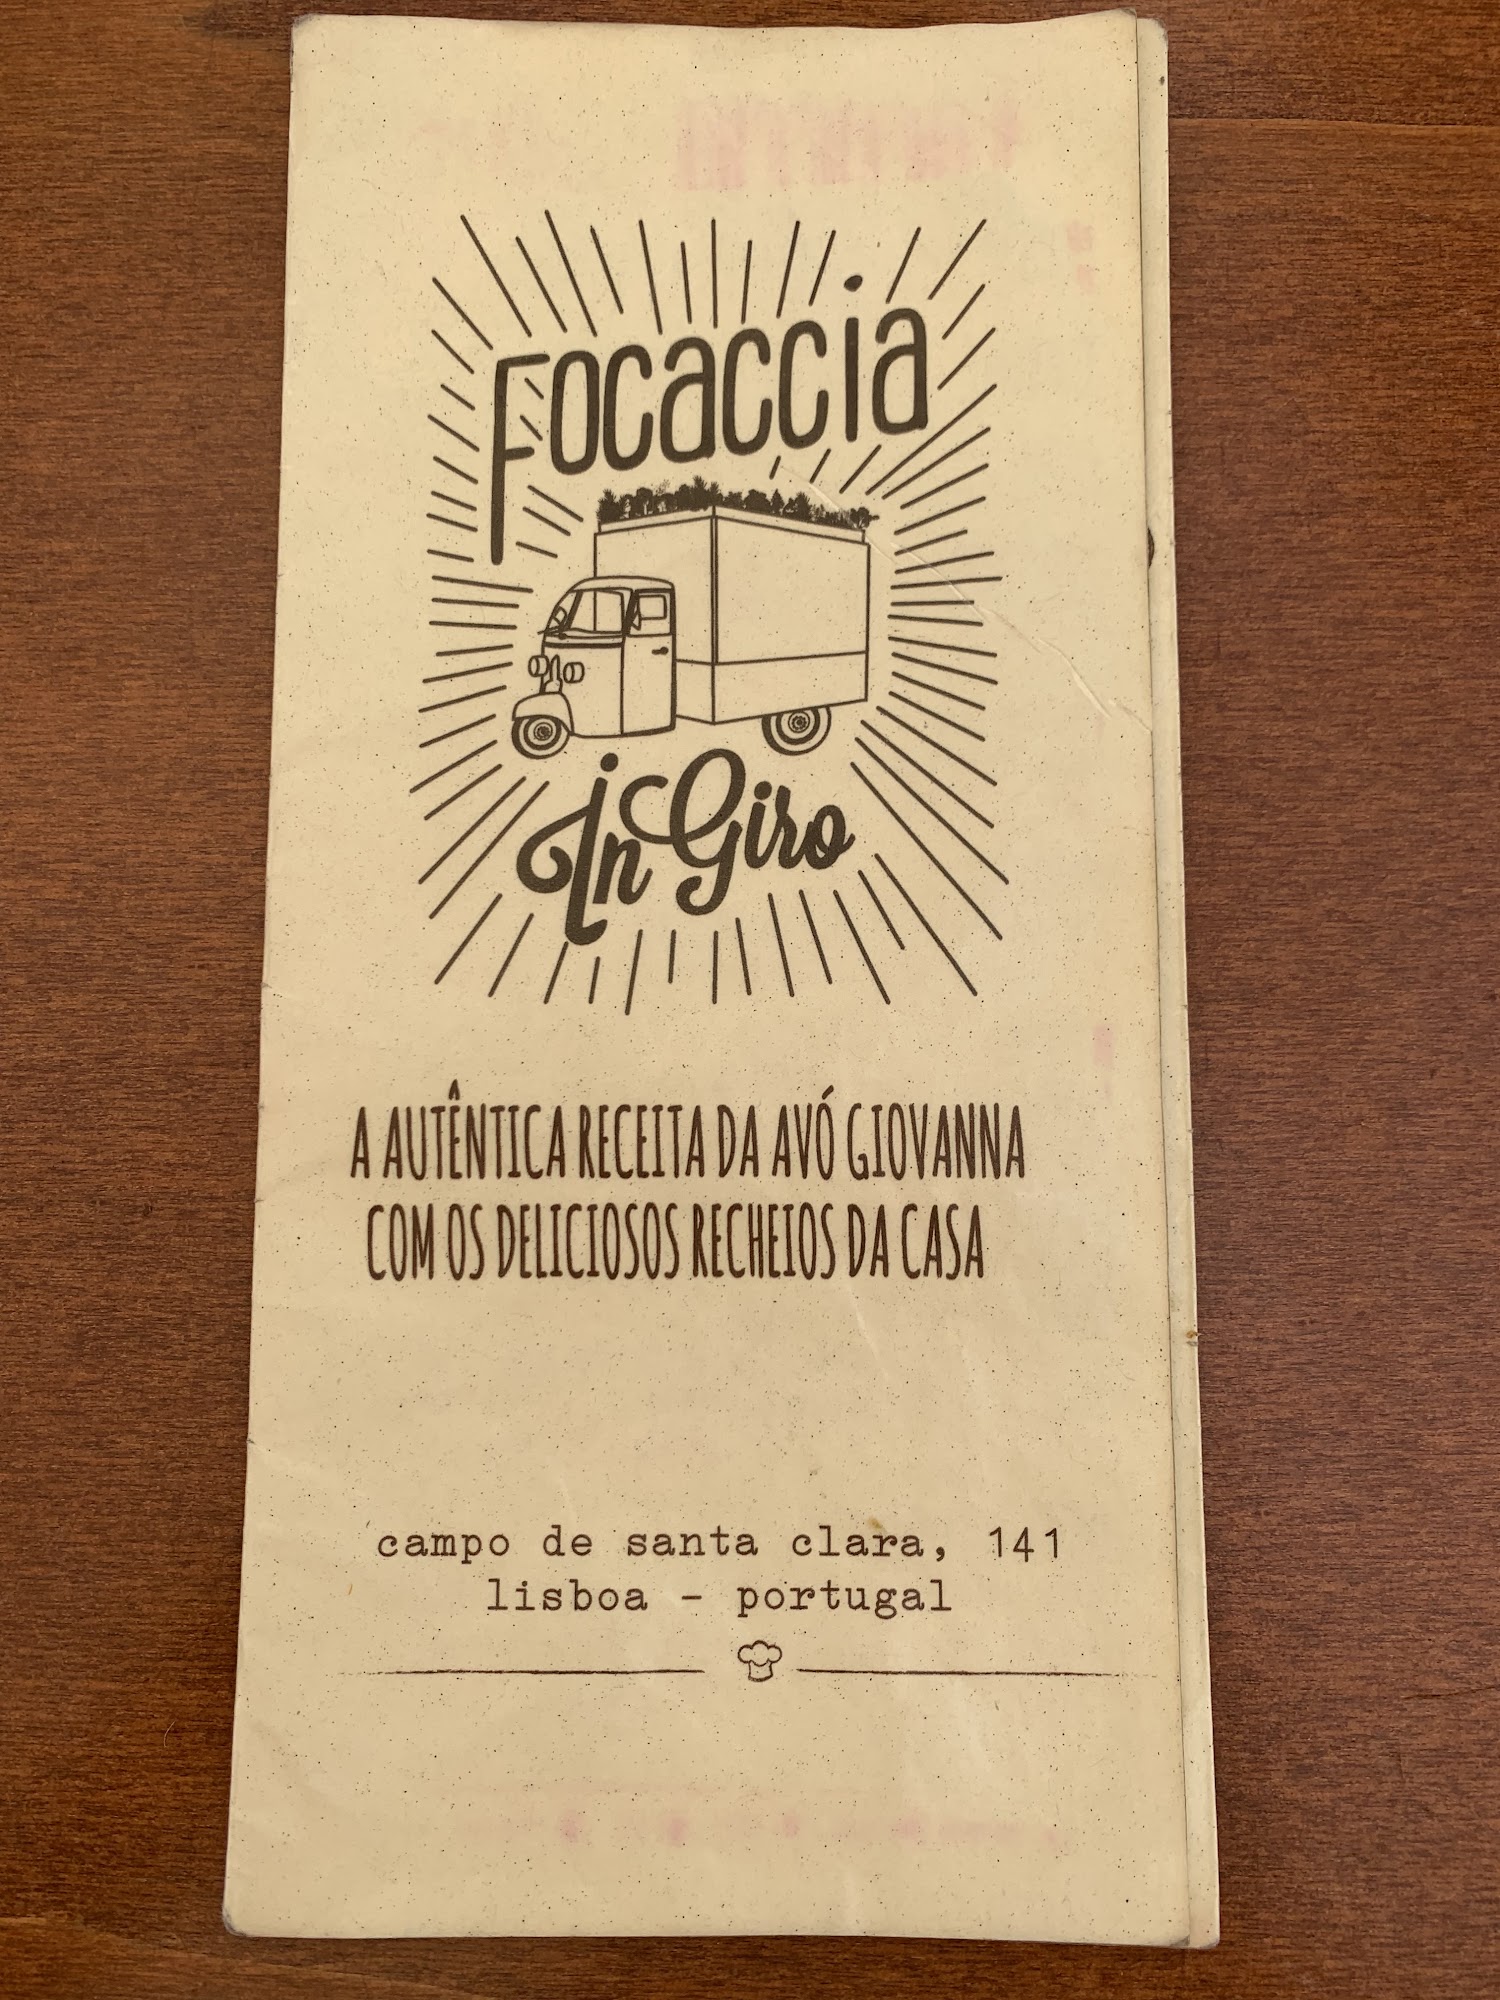 Focaccia
In Giro
A AUTÊNTICA RECEITA DA AVÓ GIOVANNA
COM OS DELICIOSOS RECHEIOS DA CASA
campo de santa clara, 141
lisboa - portugal